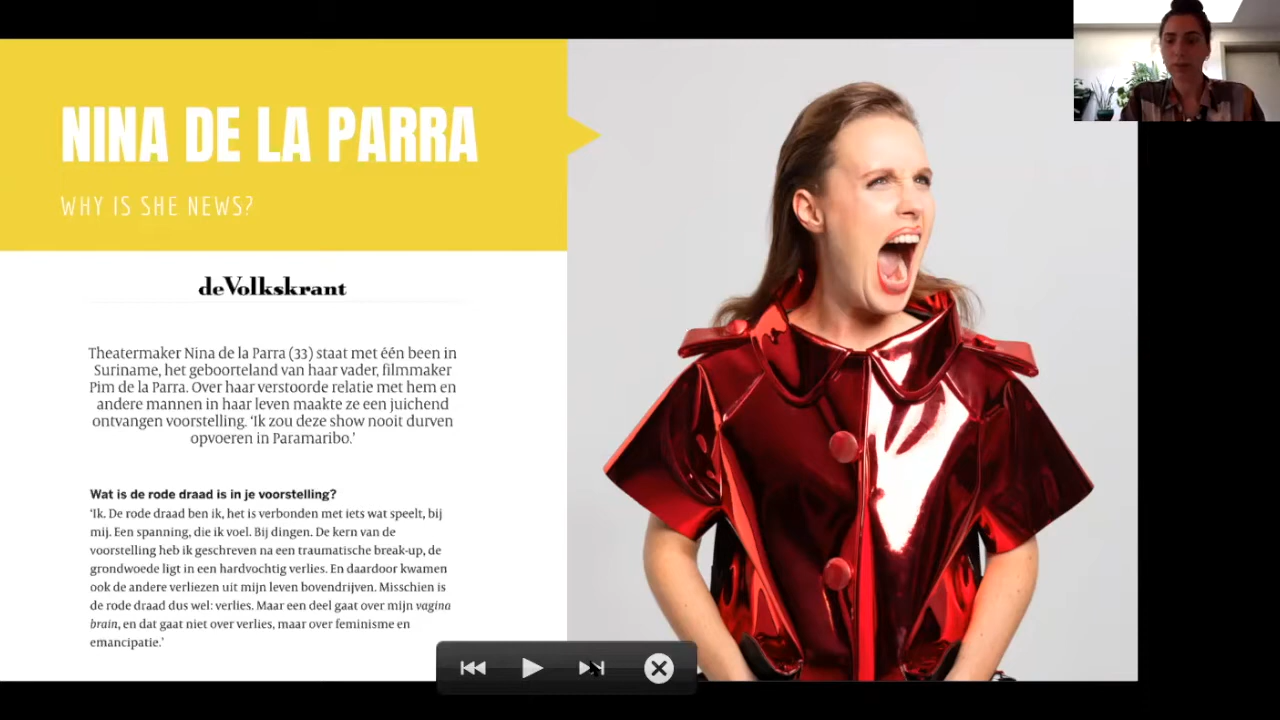 NINA DE LA PARRA
WHY IS SHE NEWS?
de Volkskrant
Theatermaker Nina de la Parra (33) staat met één been in
Suriname, het geboorteland van haar vader, filmmaker
Pim de la Parra. Over haar verstoorde relatie met hem en
andere mannen in haar leven maakte ze een juichend
ontvangen voorstelling. ‘Ik zou deze show nooit durven
opvoeren in Paramaribo.’
Wat is de rode draad is in je voorstelling?
‘Ik. De rode draad ben ik, het is verbonden met iets wat speelt, bij
mij. Een spanning, die ik voel. Bij dingen. De kern van de
voorstelling heb ik geschreven na een traumatische break-up, de
grondwoede ligt in een hardvochtig verlies. En daardoor kwamen
ook de andere verliezen uit mijn leven bovendrijven. Misschien is
de rode draad dus wel: verlies. Maar een deel gaat over mijn vagina
brain, en dat gaat niet over verlies, maar over feminisme en
emancipatie.’